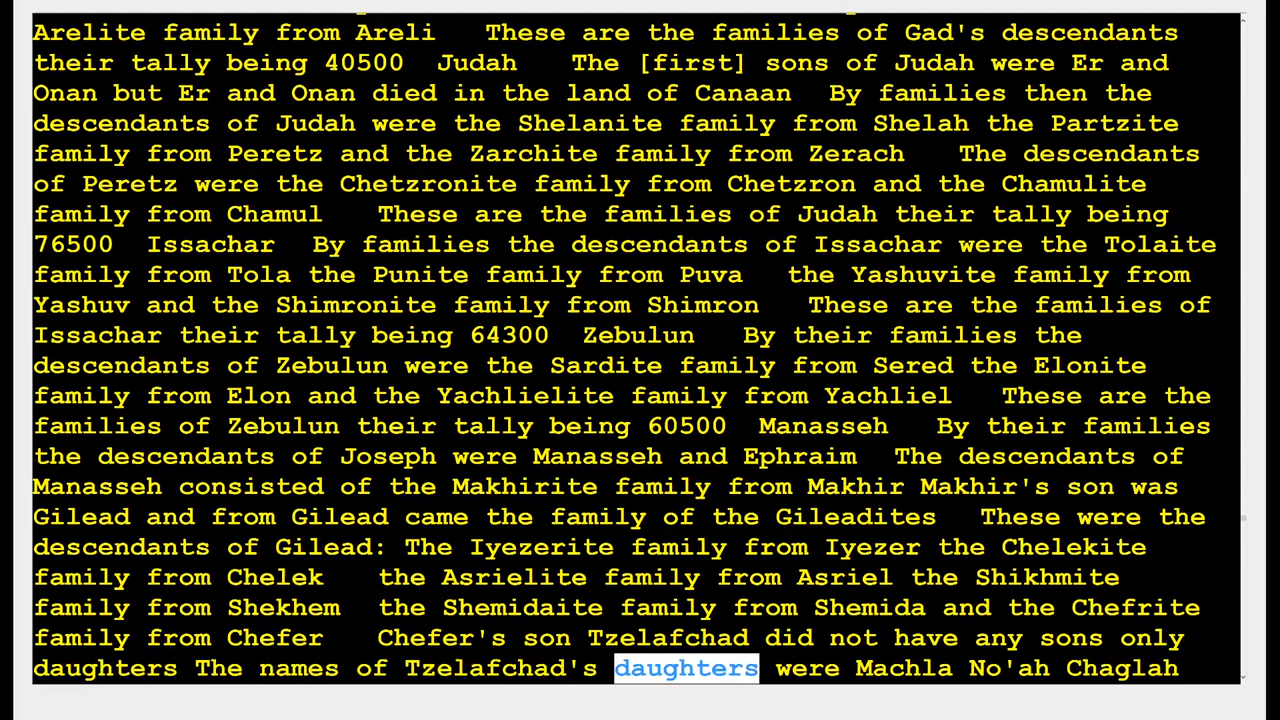 Arelite family from Areli These are the families of Gad's descendants
their tally being 40500 Judah The [first] sons of Judah were Er and
Onan but Er and Onan died in the land of Canaan By families then the
descendants of Judah were the Shelanite family from Shelah the Partzite
family from Peretz and the Zarchite family from Zerach The descendants
of Peretz were the Chetzronite family from Chetzron and the Chamulite
family from Chamul These are the families of Judah their tally being
76500 Issachar By families the descendants of Issachar were the Tolaite
family from Tola the Punite family from Puva the Yashuvite family from
Yashuv and the Shimronite family from Shimron These are the families of
Issachar their tally being 64300 Zebulun By their families the
descendants of Zebulun were the Sardite family from Sered the Elonite
family from Elon and the Yachlielite family from Yachliel These are the
families of Zebulun their tally being 60500 Manasseh By their families
the descendants of Joseph were Manasseh and Ephraim The descendants of
Manasseh consisted of the Makhirite family from Makhir Makhir's son was
Gilead and from Gilead came the family of the Gileadites These were the
descendants of Gilead: The Iyezerite family from Iyezer the Chelekite
family from Chelek the Asrielite family from Asriel the Shikhmite
family from Shekhem the Shemidaite family from Shemida and the Chefrite
family from Chefer Chefer's son Tzelafchad did not have any sons only
daughters The names of Tzelafchad's daughters were Machla No'ah Chaglah